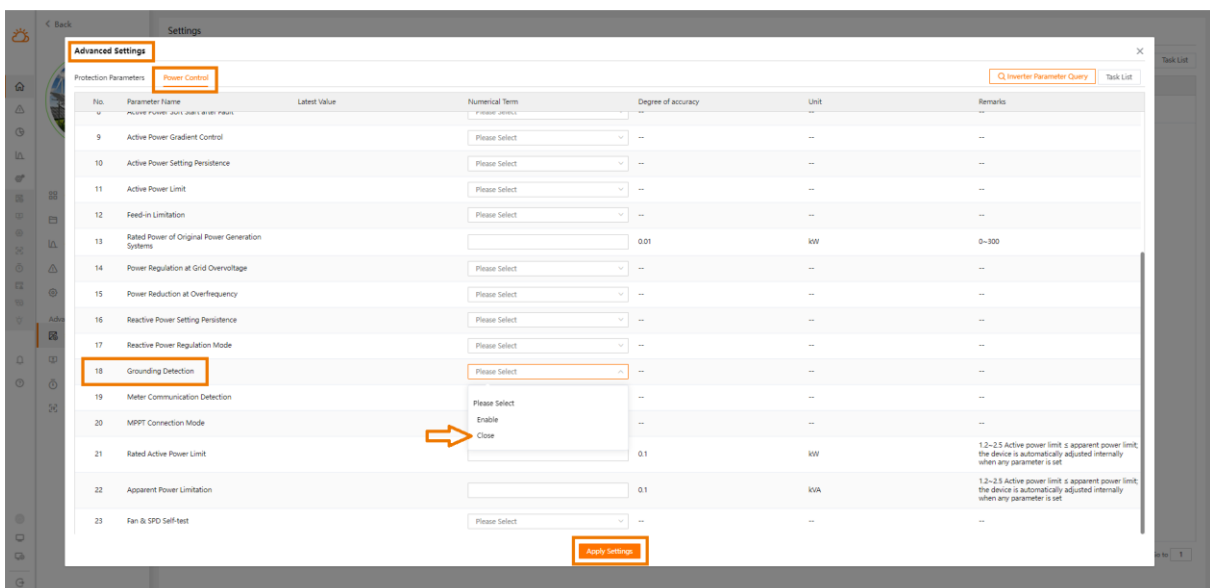 < Back
Settings
Advanced Settings
Task List
Protection Parameters Power Control Inverter Parameter Query Task List
No. Parameter Name Latest Value Numerical Term Degree of accuracy Unit Remarks
Active Power Soft Start after Fault Please Select --
9 Active Power Gradient Control Please Select -- -- --
10 Active Power Setting Persistence Please Select -- -- --
11 Active Power Limit Please Select -- -- --
12 Feed-in Limitation Please Select -- -- --
13 Rated Power of Original Power Generation Systems 0.01 kW 0~300
14 Power Regulation at Grid Overvoltage Please Select -- -- --
15 Power Reduction at Overfrequency Please Select -- -- --
16 Reactive Power Setting Persistence Please Select -- -- --
17 Reactive Power Regulation Mode Please Select -- -- --
18 Grounding Detection Please Select -- -- --
19 Meter Communication Detection -- -- --
Please Select
Enable
20 MPPT Connection Mode -- -- --
Close
21 Rated Active Power Limit 0.1 kW 1.2~2.5 Active power limit ≤ apparent power limit;
the device is automatically adjusted internally
when any parameter is set
22 Apparent Power Limitation 0.1 kVA 1.2~2.5 Active power limit ≤ apparent power limit;
the device is automatically adjusted internally
when any parameter is set
23 Fan & SPD Self-test Please Select -- -- --
Apply Settings
1